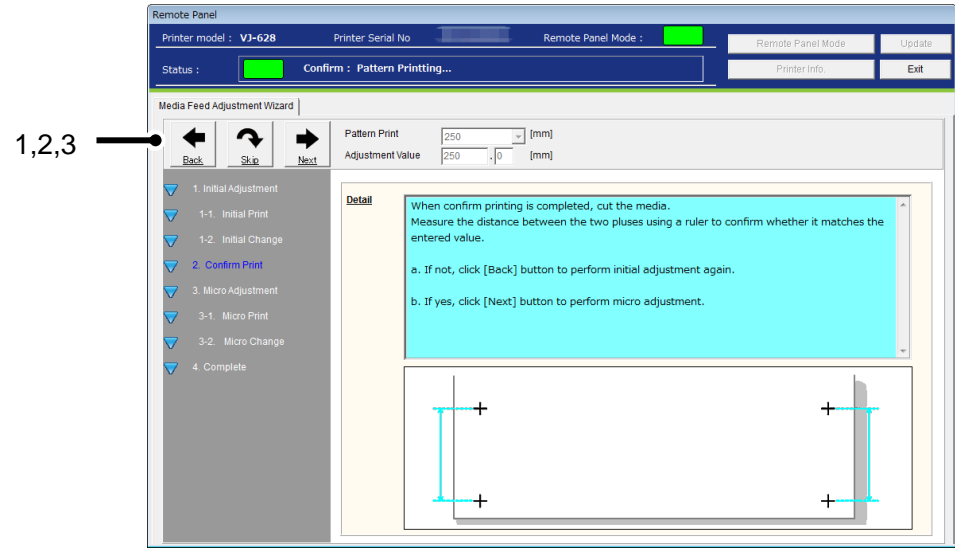 Remote Panel
Printer model : VJ-628 Printer Serial No Remote Panel Mode :
Remote Panel Mode Update
Status : Confirm : Pattern Printting...
Printer Info. Exit
Media Feed Adjustment Wizard
1,2,3
Back Skip Next
Pattern Print 250 [mm]
Adjustment Value 250 . 0 [mm]
1. Initial Adjustment
1-1. Initial Print
1-2. Initial Change
2. Confirm Print
3. Micro Adjustment
3-1. Micro Print
3-2. Micro Change
4. Complete
Detail
When confirm printing is completed, cut the media.
Measure the distance between the two pluses using a ruler to confirm whether it matches the
entered value.
a. If not, click [Back] button to perform initial adjustment again.
b. If yes, click [Next] button to perform micro adjustment.